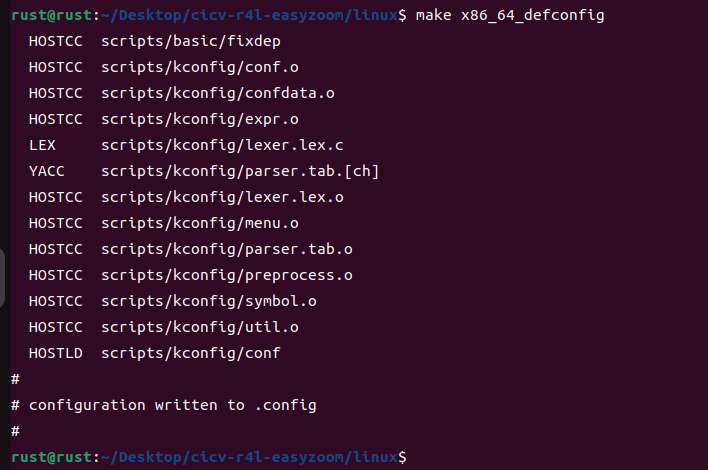 rust@rust:~/Desktop/cicv-r4l-easyzoom/linux$ make x86_64_defconfig
  HOSTCC  scripts/basic/fixdep
  HOSTCC  scripts/kconfig/conf.o
  HOSTCC  scripts/kconfig/confdata.o
  HOSTCC  scripts/kconfig/expr.o
  LEX     scripts/kconfig/lexer.lex.c
  YACC    scripts/kconfig/parser.tab.[ch]
  HOSTCC  scripts/kconfig/lexer.lex.o
  HOSTCC  scripts/kconfig/menu.o
  HOSTCC  scripts/kconfig/parser.tab.o
  HOSTCC  scripts/kconfig/preprocess.o
  HOSTCC  scripts/kconfig/symbol.o
  HOSTCC  scripts/kconfig/util.o
  HOSTLD  scripts/kconfig/conf
#
# configuration written to .config
#
rust@rust:~/Desktop/cicv-r4l-easyzoom/linux$